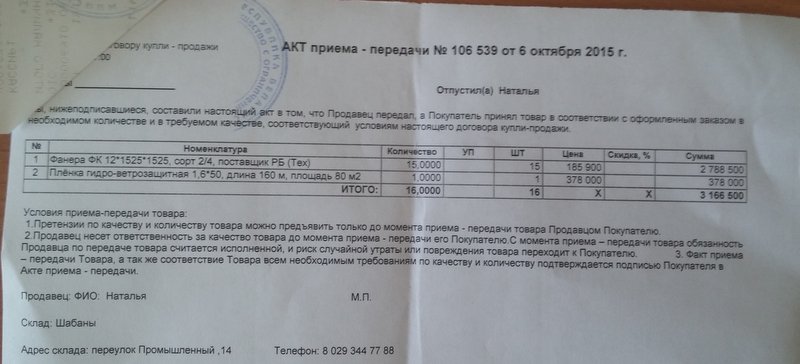 АКТ приема - передачи № 106 539 от 6 октября 2015 г.
говору купли - продажи
:00
Отпустил(а) Наталья
нижеподписавшиеся, составили настоящий акт в том, что Продавец передал, а Покупатель принял товар в соответствии с оформленным заказом в
необходимом количестве и в требуемом качестве, соответствующий условиям настоящего договора купли-продажи.
№ Номенклатура Количество УП ШТ Цена Скидка, % Сумма
1 Фанера ФК 12*1525*1525, сорт 2/4, поставщик РБ (Тех) 15,0000 15 185 900 2 788 500
2 Плёнка гидро-ветрозащитная 1,6*50, длина 160 м, площадь 80 м2 1,0000 1 378 000 378 000
ИТОГО: 16,0000 16 Х Х 3 166 500
Условия приема-передачи товара:
1.Претензии по качеству и количеству товара можно предъявить только до момента приема - передачи товара Продавцом Покупателю.
2.Продавец несет ответственность за качество товара до момента приема - передачи его Покупателю.С момента приема – передачи товара обязанность
Продавца по передаче товара считается исполненной, и риск случайной утраты или повреждения товара переходит к Покупателю. 3. Факт приема
– передачи Товара, а так же соответствие Товара всем необходимым требованиям по качеству и количеству подтверждается подписью Покупателя в
Акте приема - передачи.
Продавец: ФИО: Наталья М.П.
Склад: Шабаны
Адрес склада: переулок Промышленный ,14 Телефон: 8 029 344 77 88